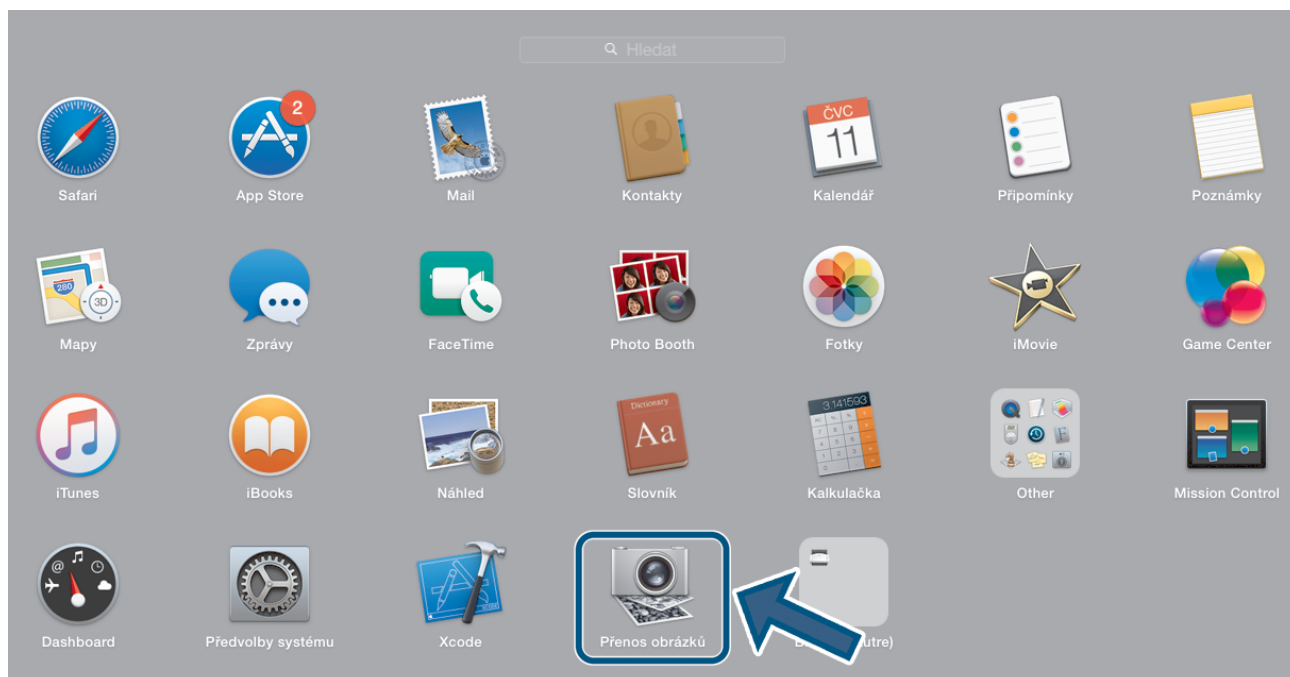 Hledat
2
ČVC
11
Safari
App Store
Mail
Kontakty
Kalendář
Připomínky
Poznámky
280
3D
Mapy
Zprávy
FaceTime
Photo Booth
Fotky
iMovie
Game Center
Dictionary
Aa
3,141593
iTunes
iBooks
Náhled
Slovník
Kalkulačka
Other
Mission Control
@
Dashboard
Předvolby systému
Xcode
Přenos obrázků
utre)